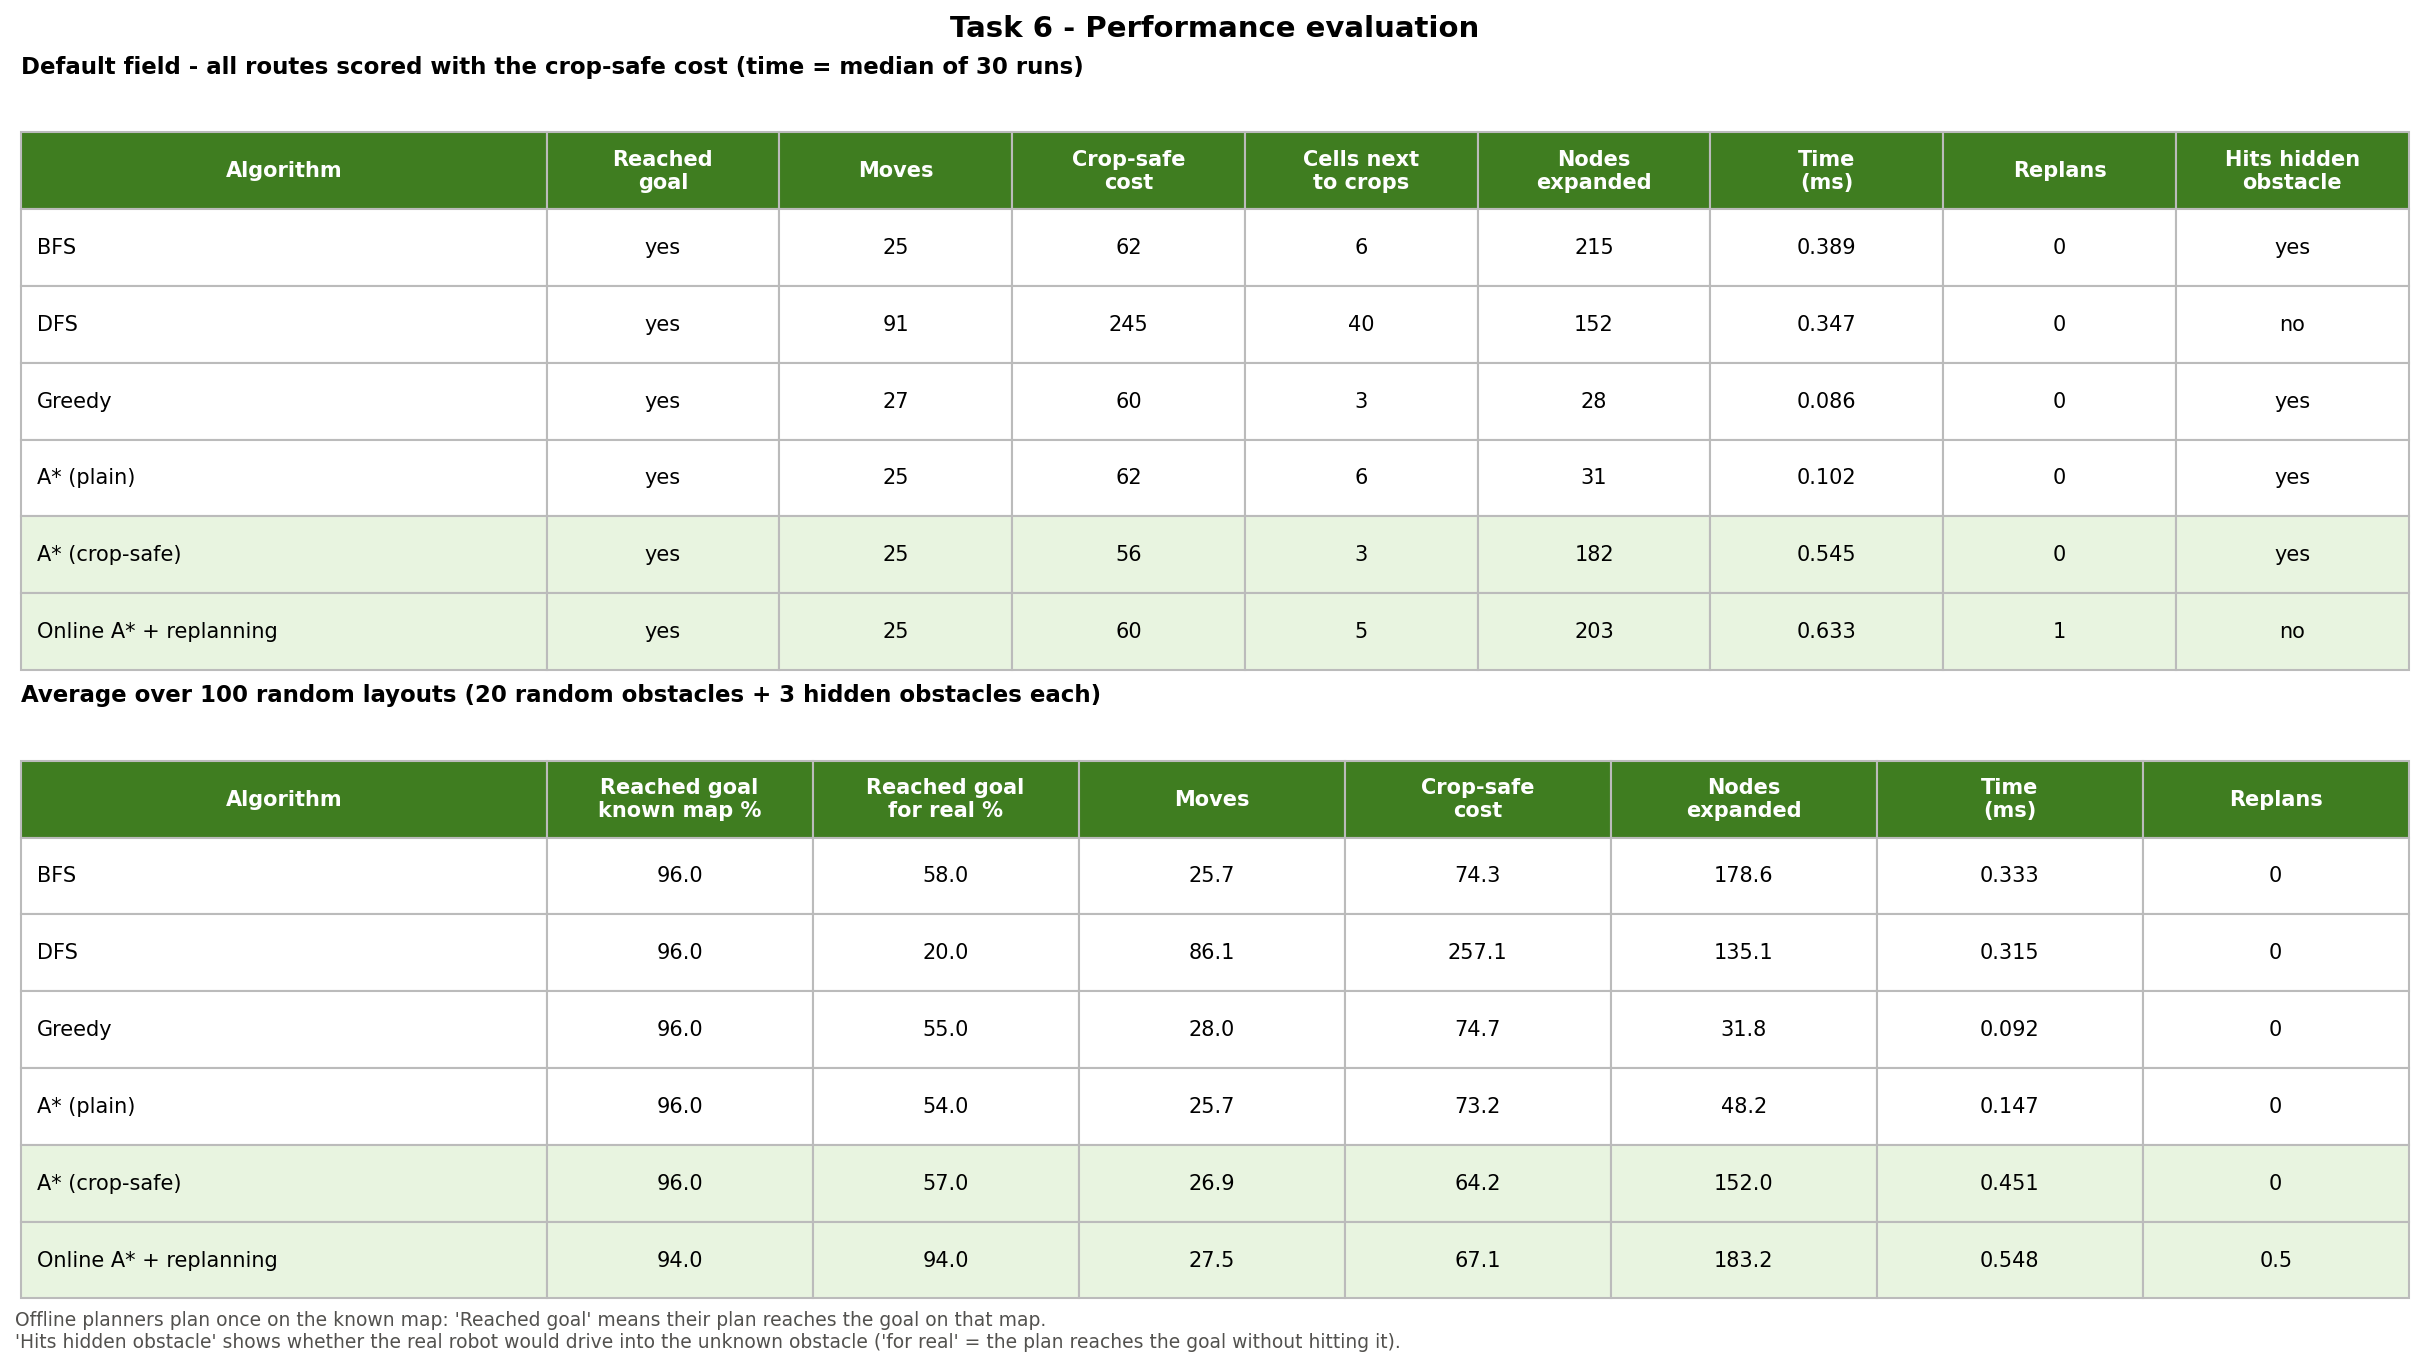 Task 6 - Performance evaluation
Default field - all routes scored with the crop-safe cost (time = median of 30 runs)
Algorithm Reached goal Moves Crop-safe cost Cells next to crops Nodes expanded Time (ms) Replans Hits hidden obstacle
BFS yes 25 62 6 215 0.389 0 yes
DFS yes 91 245 40 152 0.347 0 no
Greedy yes 27 60 3 28 0.086 0 yes
A* (plain) yes 25 62 6 31 0.102 0 yes
A* (crop-safe) yes 25 56 3 182 0.545 0 yes
Online A* + replanning yes 25 60 5 203 0.633 1 no
Average over 100 random layouts (20 random obstacles + 3 hidden obstacles each)
Algorithm Reached goal known map % Reached goal for real % Moves Crop-safe cost Nodes expanded Time (ms) Replans
BFS 96.0 58.0 25.7 74.3 178.6 0.333 0
DFS 96.0 20.0 86.1 257.1 135.1 0.315 0
Greedy 96.0 55.0 28.0 74.7 31.8 0.092 0
A* (plain) 96.0 54.0 25.7 73.2 48.2 0.147 0
A* (crop-safe) 96.0 57.0 26.9 64.2 152.0 0.451 0
Online A* + replanning 94.0 94.0 27.5 67.1 183.2 0.548 0.5
Offline planners plan once on the known map: 'Reached goal' means their plan reaches the goal on that map.
'Hits hidden obstacle' shows whether the real robot would drive into the unknown obstacle ('for real' = the plan reaches the goal without hitting it).